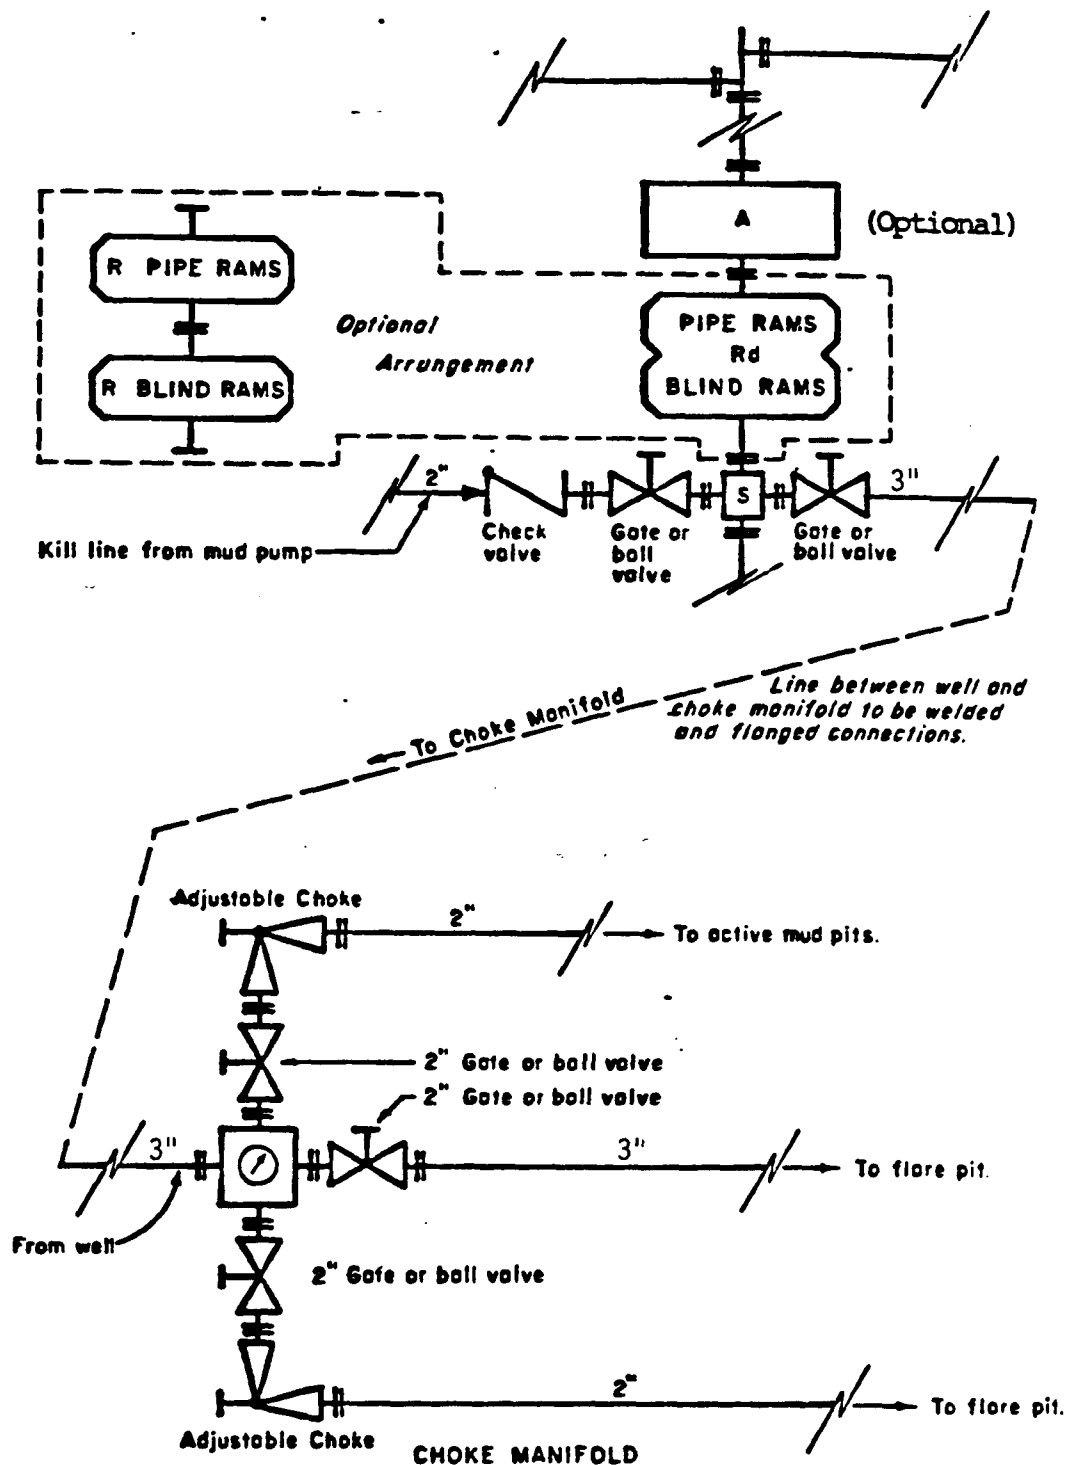 A
(Optional)
R PIPE RAMS
Optional
Arrangement
PIPE RAMS
Rd
BLIND RAMS
R BLIND RAMS
2"
S
3"
Kill line from mud pump
Check
valve
Gate or
ball
valve
Gate or
ball valve
Line between well and
choke manifold to be welded
and flanged connections.
To Choke Manifold
Adjustable Choke
2"
To active mud pits.
2" Gate or ball valve
2" Gate or ball valve
3"
3"
To flare pit.
From well
2" Gate or ball valve
2"
To flare pit.
Adjustable Choke
CHOKE MANIFOLD